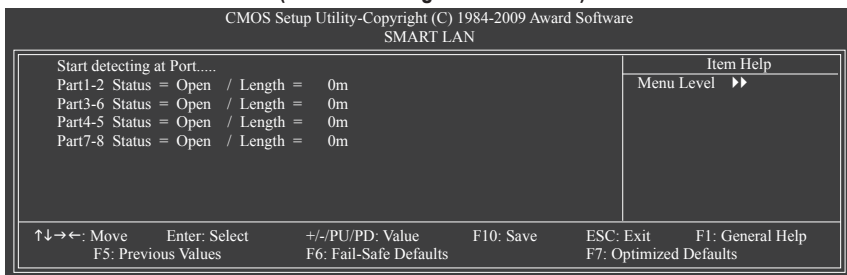 CMOS Setup Utility-Copyright (C) 1984-2009 Award Software
SMART LAN
Start detecting at Port.....
Part1-2 Status = Open / Length = 0m
Part3-6 Status = Open / Length = 0m
Part4-5 Status = Open / Length = 0m
Part7-8 Status = Open / Length = 0m
Item Help
Menu Level ▶▶
↑↓→←: Move Enter: Select +/-/PU/PD: Value F10: Save ESC: Exit F1: General Help
F5: Previous Values F6: Fail-Safe Defaults F7: Optimized Defaults